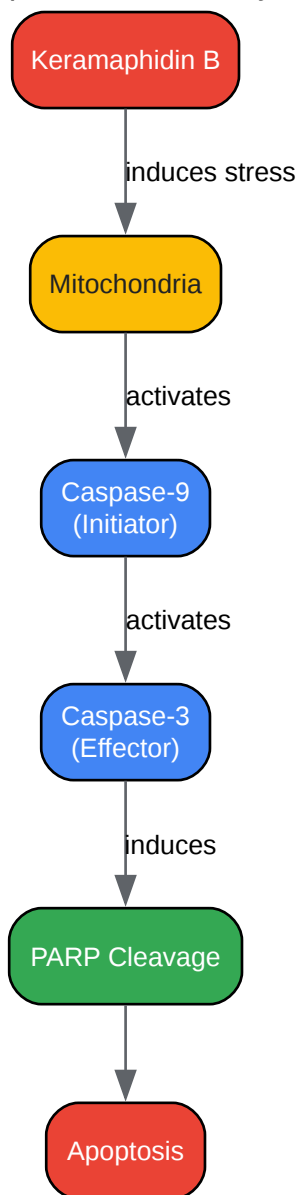 Keramaphidin B
induces stress
Mitochondria
activates
Caspase-9
(Initiator)
activates
Caspase-3
(Effector)
induces
PARP Cleavage
Apoptosis